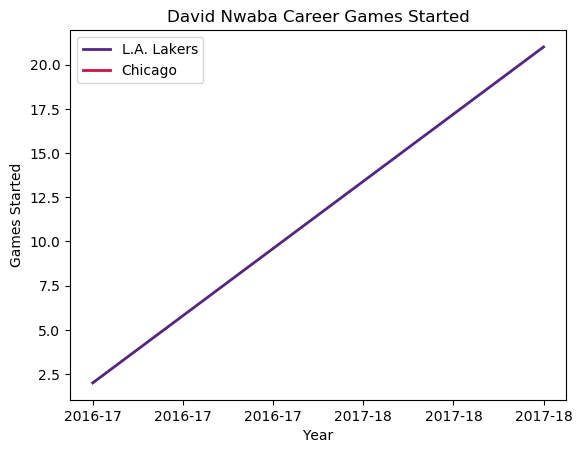 David Nwaba Career Games Started
L.A. Lakers
Chicago
20.0
17.5
15.0
12.5
10.0
7.5
5.0
2.5
Games Started
2016-17 2016-17 2016-17 2017-18 2017-18 2017-18
Year